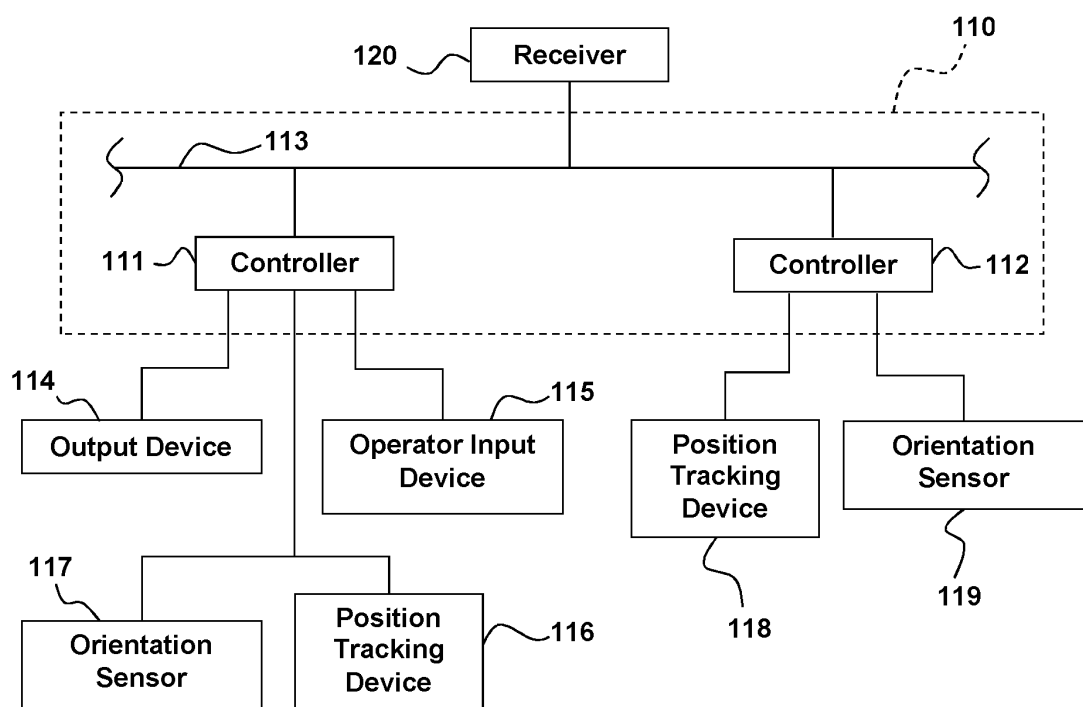 110
120
Receiver
113
111
Controller
Controller
112
114
Output Device
115
Operator Input
Device
Position
Tracking
Device
Orientation
Sensor
117
Orientation
Sensor
Position
Tracking
Device
116
118
119